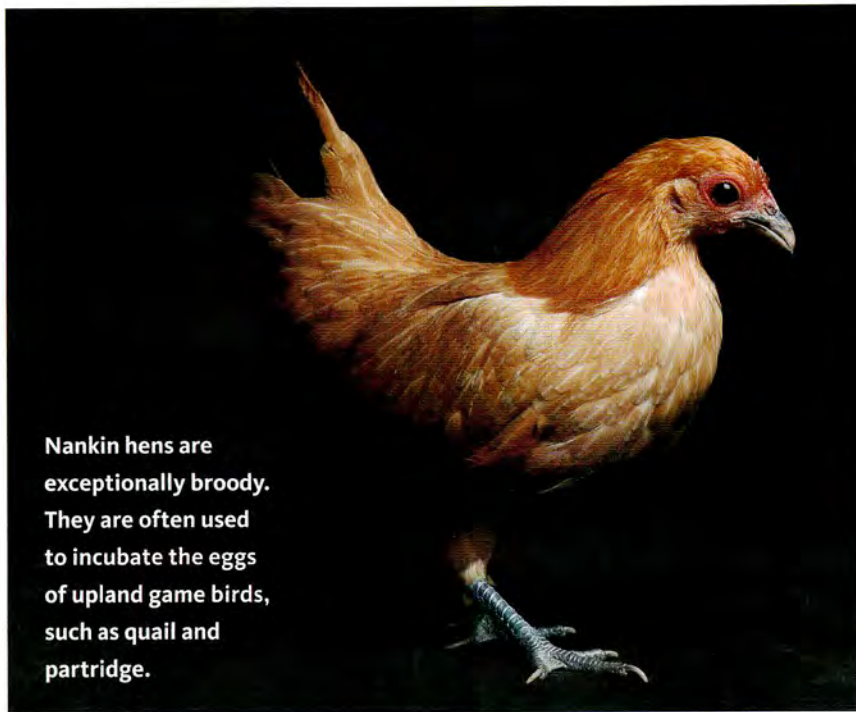 Nankin hens are
exceptionally broody.
They are often used
to incubate the eggs
of upland game birds,
such as quail and
partridge.